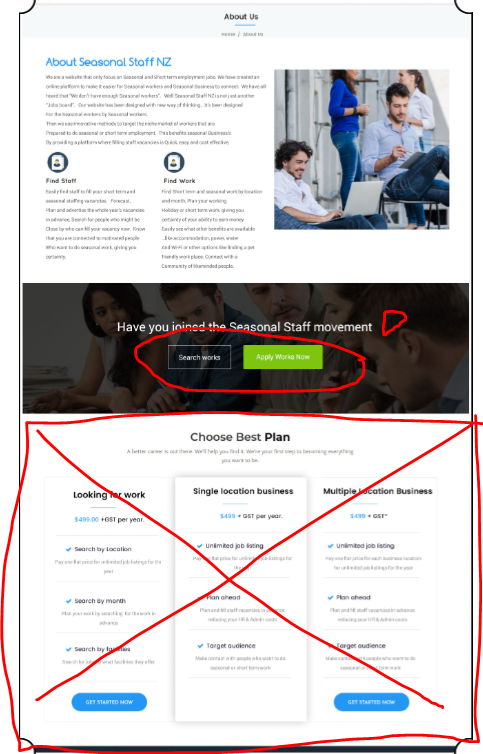 About Us
Home / About Us
About Seasonal Staff NZ
We are a website that only focus on Seasonal and Short term employment jobs. We have created an
online platform to make it easier for Seasonal workers and Seasonal Business to connect. We have all
heard that "We don't have enough Seasonal workers". Well Seasonal Staff NZ is not just another
"Jobs board". Our website has been designed with new way of thinking... It's been designed
For the Seasonal workers by Seasonal workers.
Then we use innovative methods to target the niche market of workers that are
Prepared to do seasonal or short term employment. This benefits seasonal Business's
By providing a platform where filling staff vacancies is Quick, easy and cost effective.
Find Staff
Easily find staff to fill your short term and
seasonal staffing vacancies. Forecast,
Plan and advertise the whole year's vacancies
in advance. Search for people who might be
Close by who can fill your vacancy now. Know
that you are connected to motivated people
Who want to do seasonal work, giving you
certainty.
Find Work
Find Short term and seasonal work by location
and month, Plan your working
Holiday or short term work, giving you
certainty of your ability to earn money.
Easily see what other benefits are available
..like accommodation, power, water
And Wi-Fi or other options like finding a pet
friendly work place. Connect with a
Community of likeminded people.
Have you joined the Seasonal Staff movement
Search works
Apply Works Now
Choose Best Plan
A better career is out there. We'll help you find it. We're your first step to becoming everything
you want to be.
Looking for work
$499.00 +GST per year.
Search by Location
Pay one flat price for unlimited job listings for the
year
Search By month
Plan your work by searching for the work in
advance
Search by facilities
Search by what facilities they offer
GET STARTED NOW
Single location business
$499 + GST per year.
Unlimited job listing
Pay one flat price for unlimited job listings for
the
Plan ahead
Plan and fill staff vacancies in advance
reducing your HR & Admin costs
Target audience
Make contact with people who want to do
seasonal or short term work
Multiple Location Business
$499 + GST*
Unlimited job listing
Pay one flat price for each business location
for unlimited job listings for the year
Plan ahead
Plan and fill staff vacancies in advance
reducing your HR & Admin costs
Target audience
Make contact with people who want to do
seasonal or short term work
GET STARTED NOW